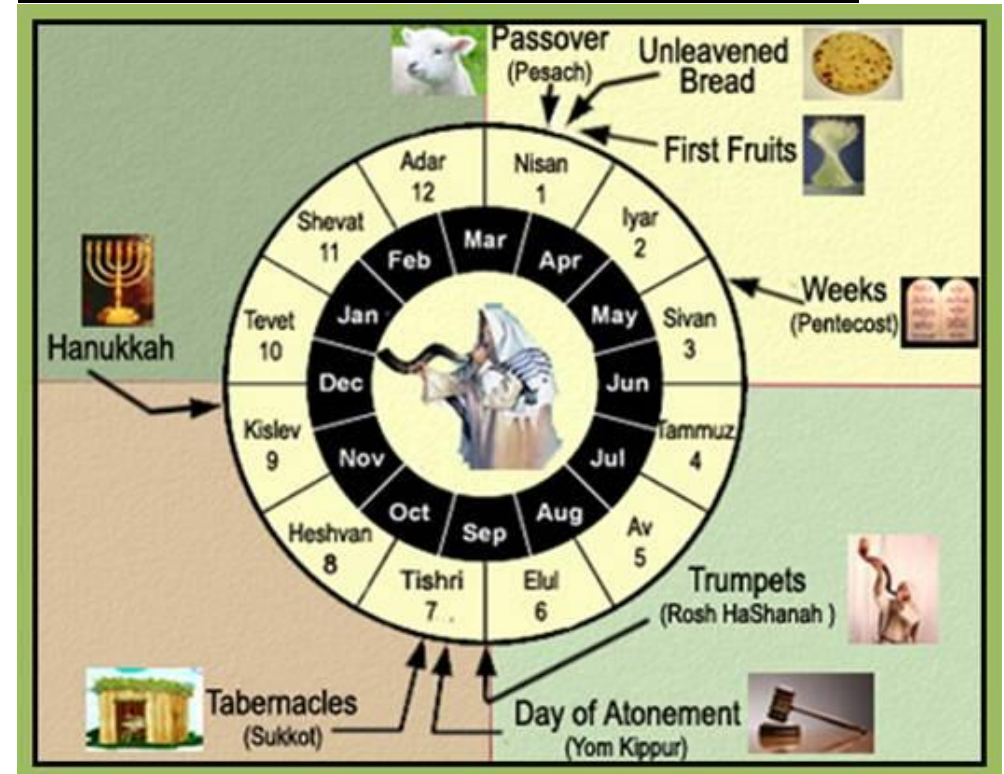 Passover
(Pesach)
Unleavened
Bread
First Fruits
Weeks
(Pentecost)
Trumpets
(Rosh HaShanah )
Day of Atonement
(Yom Kippur)
Tabernacles
(Sukkot)
Hanukkah
Nisan
1
Iyar
2
Sivan
3
Tammuz
4
Av
5
Elul
6
Tishri
7
Heshvan
8
Kislev
9
Tevet
10
Shevat
11
Adar
12
Mar
Apr
May
Jun
Jul
Aug
Sep
Oct
Nov
Dec
Jan
Feb